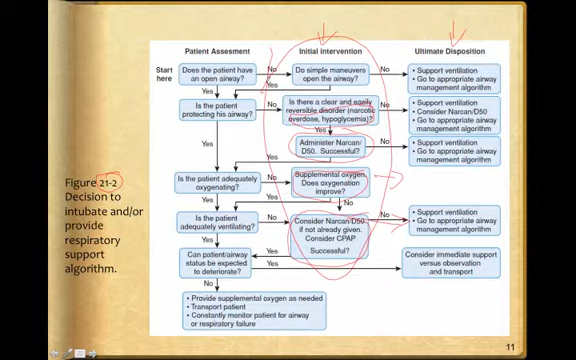 Patient Assesment
Initial intervention
Ultimate Disposition
Start
here
Does the patient have
an open airway?
No
Do simple maneuvers
open the airway?
No
• Support ventilation
• Go to appropriate airway
management algorithm
Yes
Yes
Is the patient
protecting his airway?
No
Is there a clear and easily
reversible disorder (narcotic
overdose, hypoglycemia)?
No
• Support ventilation
• Consider Narcan/D50
• Go to appropriate airway
management algorithm
Yes
Yes
Administer Narcan/
D50. Successful?
No
• Support ventilation
• Go to appropriate airway
management algorithm
Yes
Is the patient adequately
oxygenating?
No
Supplemental oxygen.
Does oxygenation
improve?
Yes
Yes
No
Is the patient
adequately ventilating?
No
Consider Narcan/D50
if not already given.
Consider CPAP
Successful?
No
• Support ventilation
• Go to appropriate airway
management algorithm
Yes
Yes
Can patient/airway
status be expected
to deteriorate?
Yes
Consider immediate support
versus observation
and transport
No
• Provide supplemental oxygen as needed
• Transport patient
• Constantly monitor patient for airway
or respiratory failure
Figure 21-2
Decision to
intubate and/or
provide
respiratory
support
algorithm.
11